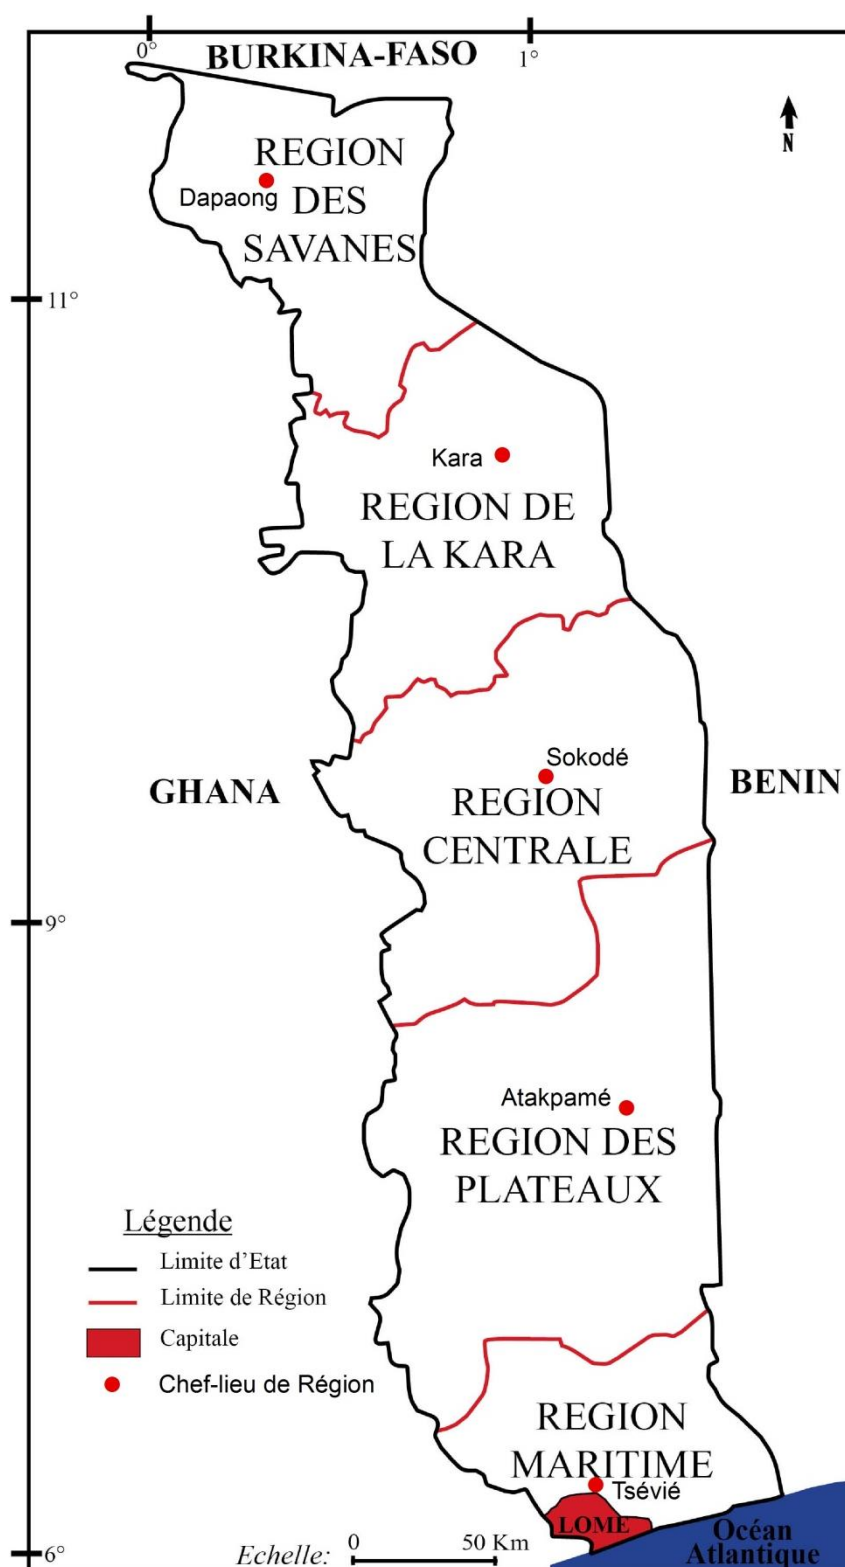 0°
1°
BURKINA-FASO
N
REGION
DES
SAVANES
Dapaong
11°
Kara
REGION DE
LA KARA
Sokodé
GHANA
BENIN
REGION
CENTRALE
9°
Atakpamé
REGION DES
PLATEAUX
Légende
Limite d'Etat
Limite de Région
Capitale
Chef-lieu de Région
REGION
MARITIME
Tsévié
LOME
Océan
Atlantique
6°
Echelle:
0
50 Km